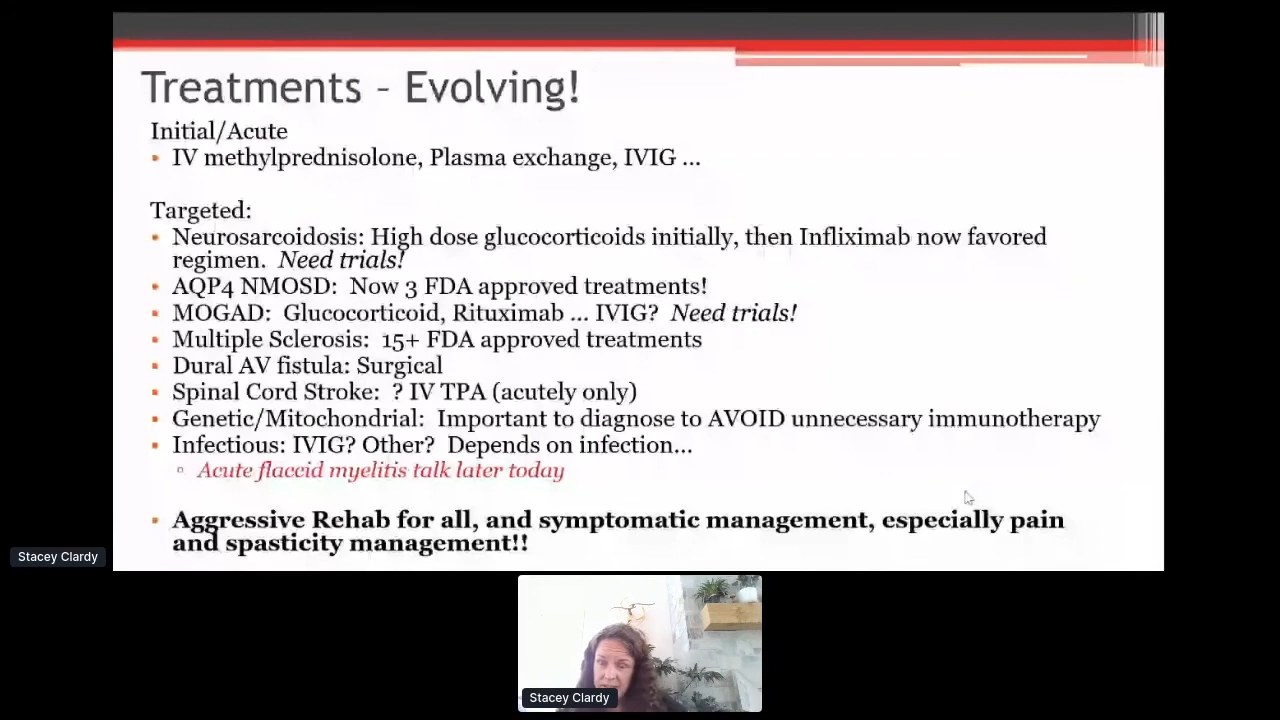 Treatments – Evolving!
Initial/Acute
• IV methylprednisolone, Plasma exchange, IVIG ...
Targeted:
• Neurosarcoidosis: High dose glucocorticoids initially, then Infliximab now favored
regimen. Need trials!
• AQP4 NMOSD: Now 3 FDA approved treatments!
• MOGAD: Glucocorticoid, Rituximab ... IVIG? Need trials!
• Multiple Sclerosis: 15+ FDA approved treatments
• Dural AV fistula: Surgical
• Spinal Cord Stroke: ? IV TPA (acutely only)
• Genetic/Mitochondrial: Important to diagnose to AVOID unnecessary immunotherapy
• Infectious: IVIG? Other? Depends on infection...
▫ Acute flaccid myelitis talk later today
• Aggressive Rehab for all, and symptomatic management, especially pain
and spasticity management!!
Stacey Clardy
Stacey Clardy